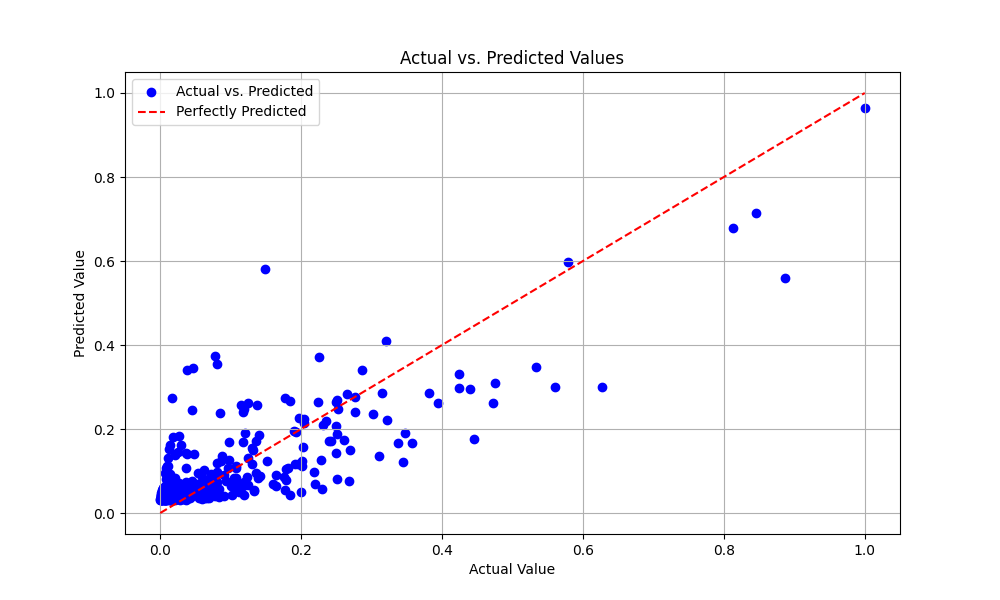 Actual vs. Predicted Values
Actual vs. Predicted
Perfectly Predicted
1.0
0.8
0.6
0.4
0.2
0.0
Predicted Value
0.0 0.2 0.4 0.6 0.8 1.0
Actual Value